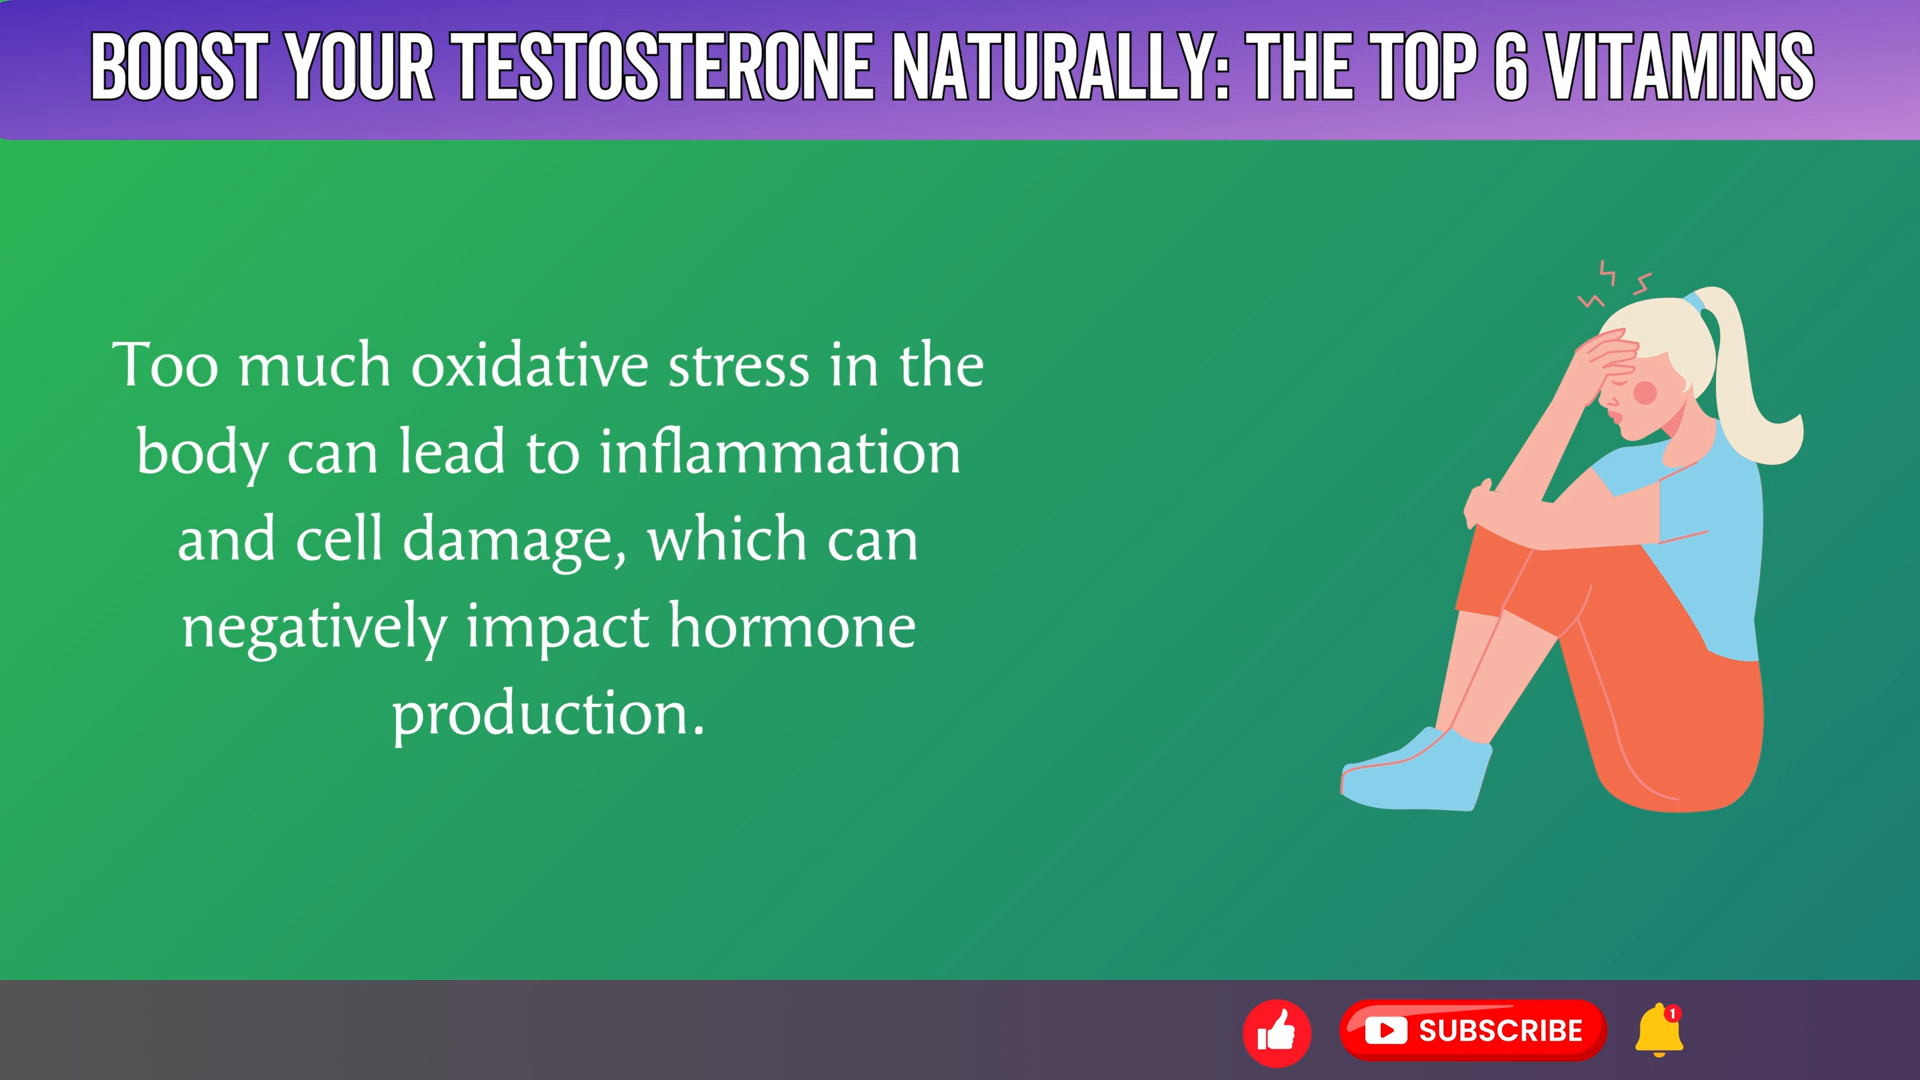 BOOST YOUR TESTOSTERONE NATURALLY: THE TOP 6 VITAMINS
Too much oxidative stress in the
body can lead to inflammation
and cell damage, which can
negatively impact hormone
production.
SUBSCRIBE
1